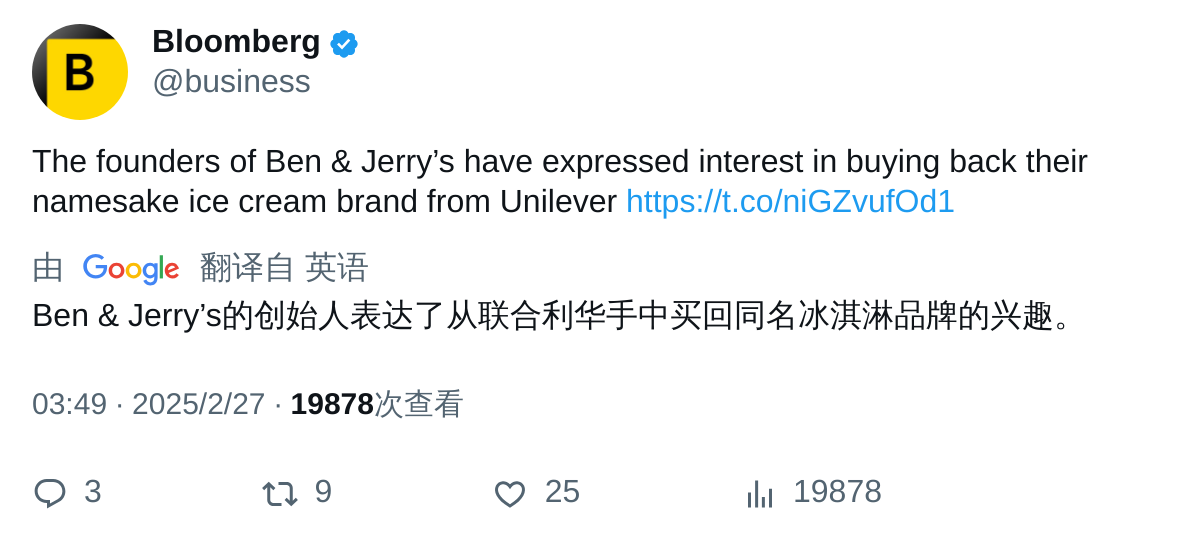 B
Bloomberg
@business
The founders of Ben & Jerry’s have expressed interest in buying back their
namesake ice cream brand from Unilever https://t.co/niGZvufOd1
由 Google 翻译自 英语
Ben & Jerry’s的创始人表达了从联合利华手中买回同名冰淇淋品牌的兴趣。
03:49 · 2025/2/27 · 19878次查看
3 9 25 19878